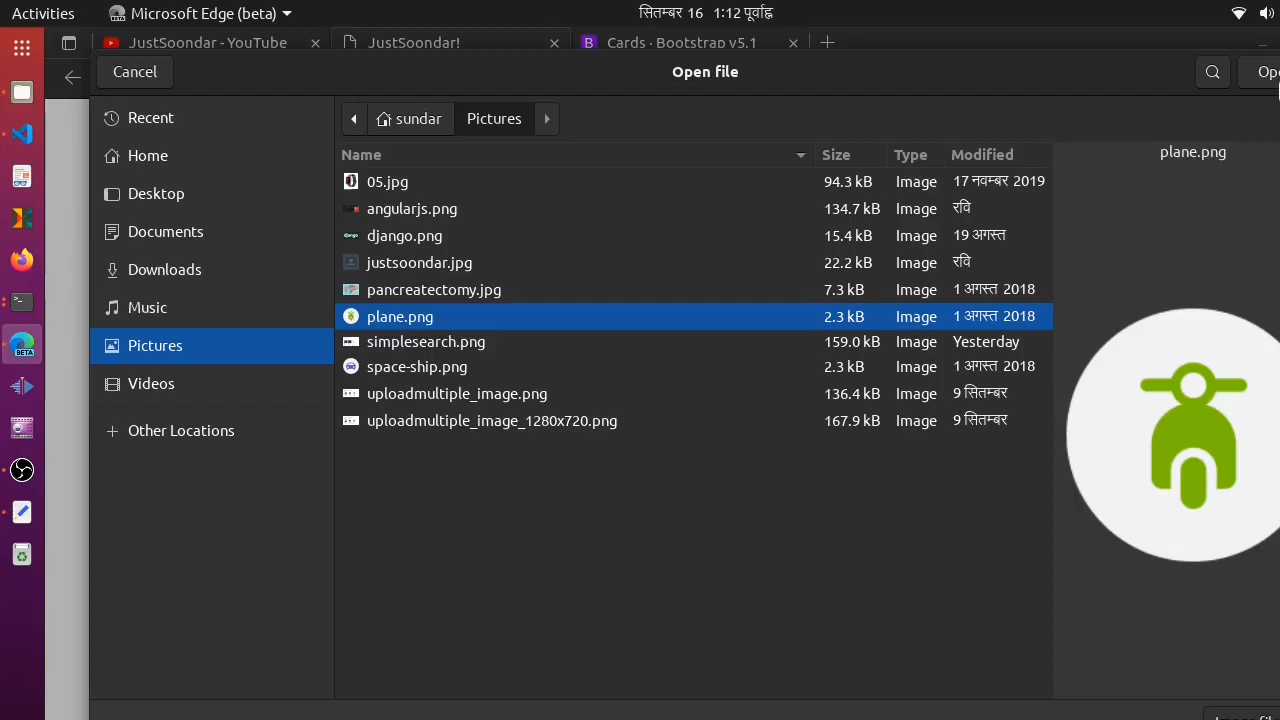 Activities Microsoft Edge (beta) सितम्बर 16 1:12 पूर्वाह्न
JustSoondar - YouTube JustSoondar! B Cards · Bootstrap v5.1
Cancel Open file
Recent
Home
Desktop
Documents
Downloads
Music
Pictures
Videos
Other Locations
sundar Pictures
Name Size Type Modified
05.jpg 94.3 kB Image 17 नवम्बर 2019
angularjs.png 134.7 kB Image रवि
django.png 15.4 kB Image 19 अगस्त
justsoondar.jpg 22.2 kB Image रवि
pancreatectomy.jpg 7.3 kB Image 1 अगस्त 2018
plane.png 2.3 kB Image 1 अगस्त 2018
simplesearch.png 159.0 kB Image Yesterday
space-ship.png 2.3 kB Image 1 अगस्त 2018
uploadmultiple_image.png 136.4 kB Image 9 सितम्बर
uploadmultiple_image_1280x720.png 167.9 kB Image 9 सितम्बर
plane.png
BETA